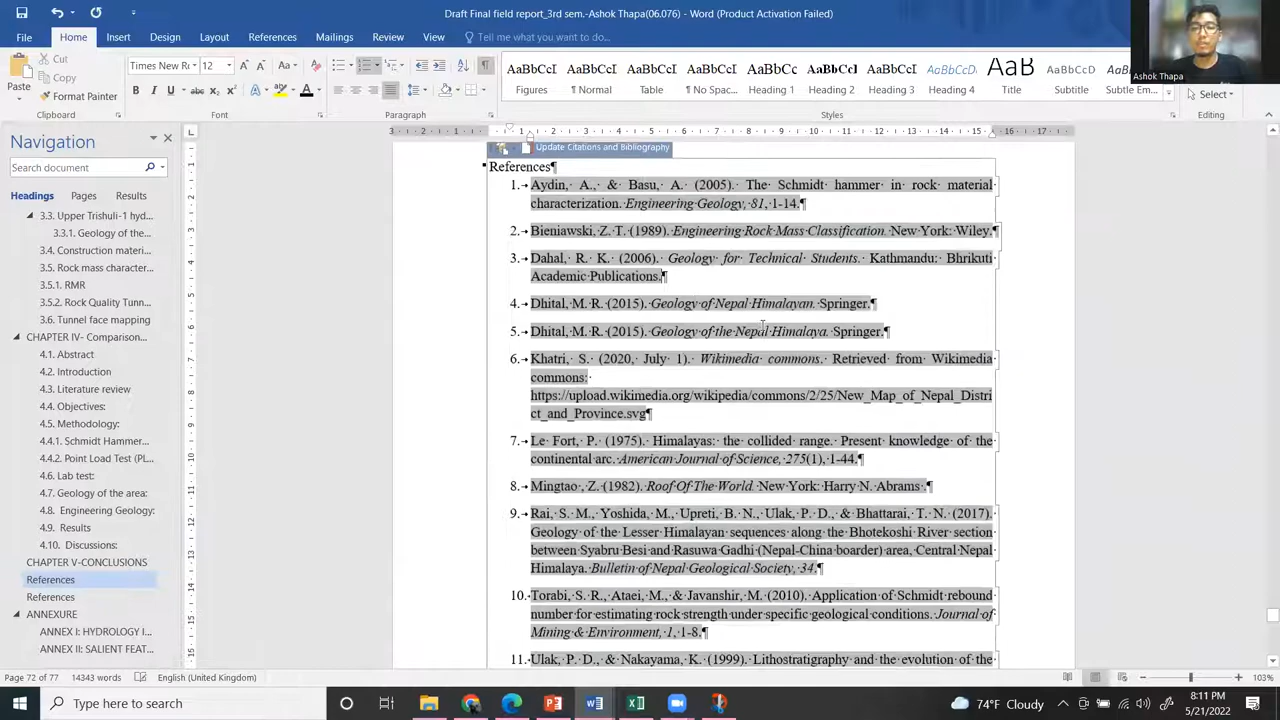 Draft Final field report_3rd sem.-Ashok Thapa(06.076) - Word (Product Activation Failed)
File Home Insert Design Layout References Mailings Review View Tell me what you want to do...
Cut
Copy
Format Painter
Paste
Times New Ro 12
Clipboard Font Paragraph Styles Editing
AaBbCcI AaBbCcI AaBbCcI AaBbCcI AaBbC( AaBbCcI AaBbCcI AaBbCcD AaB AaBbCcD
Figures ¶ Normal Table ¶ No Spac... Heading 1 Heading 2 Heading 3 Heading 4 Title Subtitle Subtle Em...
Select
Ashok Thapa
Navigation
Search document
Headings Pages Results
3.3. Upper Trishuli-1 hyd...
3.3.1. Geology of the...
3.4. Construction materi...
3.5. Rock mass character...
3.5.1. RMR
3.5.2. Rock Quality Tunn...
3.6. Tunnel face mapping
CHAPTER IV- Comparison...
4.1. Abstract
4.2. Introduction
4.3. Literature review
4.4. Objectives:
4.5. Methodology:
4.4.1. Schmidt Hammer...
4.4.2. Point Load Test (PL...
4.6. Lab test:
4.7. Geology of the area:
4.8. Engineering Geology:
4.9. Results
4.10. Discussions:
CHAPTER V-CONCLUSIONS
References
References
ANNEXURE
ANNEX I: HYDROLOGY I...
ANNEX II: SALIENT FEAT...
Update Citations and Bibliography
References¶
1. Aydin, A., & Basu, A. (2005). The Schmidt hammer in rock material
characterization. Engineering Geology, 81, 1-14.¶
2. Bieniawski, Z. T. (1989). Engineering Rock Mass Classification. New York: Wiley.¶
3. Dahal, R. K. (2006). Geology for Technical Students. Kathmandu: Bhrikuti
Academic Publications.¶
4. Dhital, M. R. (2015). Geology of Nepal Himalayan. Springer.¶
5. Dhital, M. R. (2015). Geology of the Nepal Himalaya. Springer.¶
6. Khatri, S. (2020, July 1). Wikimedia commons. Retrieved from Wikimedia
commons:
https://upload.wikimedia.org/wikipedia/commons/2/25/New_Map_of_Nepal_Distri
ct_and_Province.svg¶
7. Le Fort, P. (1975). Himalayas: the collided range. Present knowledge of the
continental arc. American Journal of Science, 275(1), 1-44.¶
8. Mingtao , Z. (1982). Roof Of The World. New York: Harry N. Abrams .¶
9. Rai, S. M., Yoshida, M., Upreti, B. N., Ulak, P. D., & Bhattarai, T. N. (2017).
Geology of the Lesser Himalayan sequences along the Bhotekoshi River section
between Syabru Besi and Rasuwa Gadhi (Nepal-China boarder) area, Central Nepal
Himalaya. Bulletin of Nepal Geological Society, 34.¶
10. Torabi, S. R., Ataei, M., & Javanshir, M. (2010). Application of Schmidt rebound
number for estimating rock strength under specific geological conditions. Journal of
Mining & Environment, 1, 1-8.¶
11. Ulak, P. D., & Nakayama, K. (1999). Lithostratigraphy and the evolution of the
Page 72 of 77 14343 words English (United Kingdom) 103%
Type here to search
74°F Cloudy
8:11 PM
5/21/2022